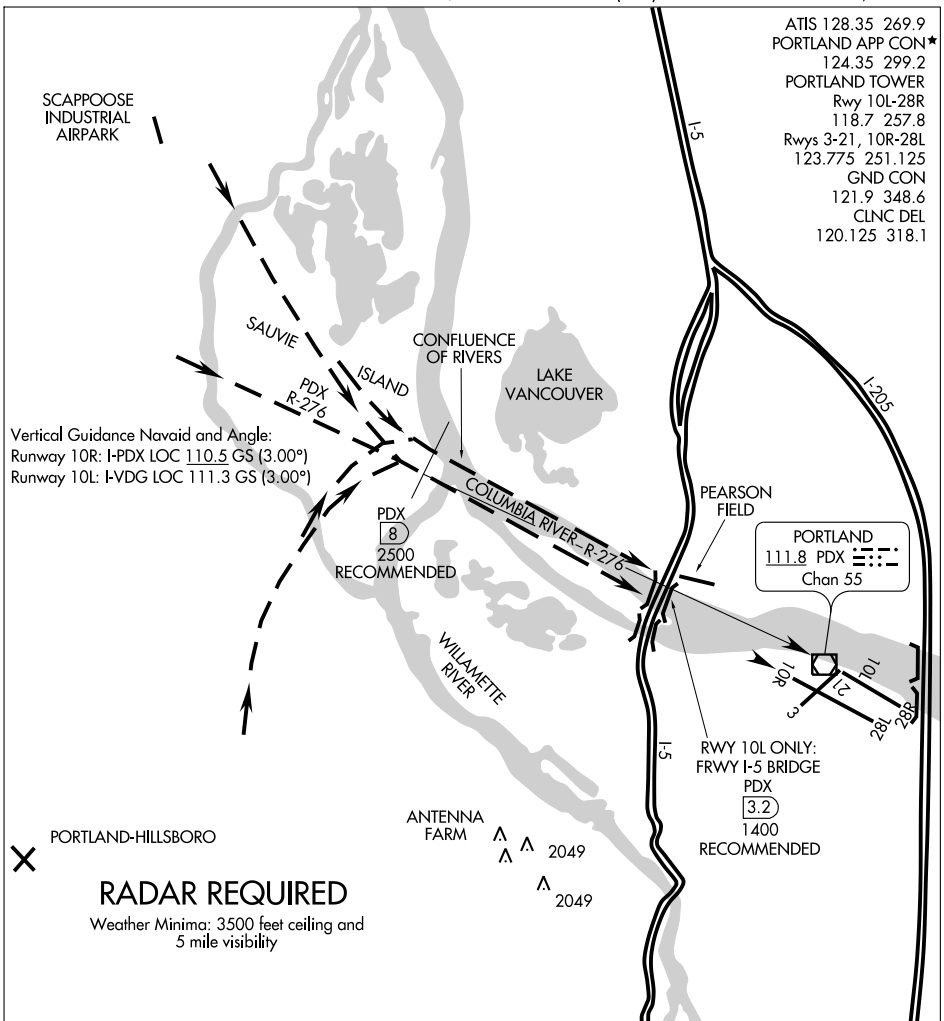 ATIS 128.35 269.9
PORTLAND APP CON★
124.35 299.2
PORTLAND TOWER
Rwy 10L-28R
118.7 257.8
Rwys 3-21, 10R-28L
123.775 251.125
GND CON
121.9 348.6
CLNC DEL
120.125 318.1
SCAPPOOSE
INDUSTRIAL
AIRPARK
I-5
I-205
SAUVIE
ISLAND
CONFLUENCE
OF RIVERS
LAKE
VANCOUVER
PDX
R-276
Vertical Guidance Navaid and Angle:
Runway 10R: I-PDX LOC 110.5 GS (3.00°)
Runway 10L: I-VDG LOC 111.3 GS (3.00°)
PDX
8
2500
RECOMMENDED
COLUMBIA RIVER-R-276
PEARSON
FIELD
PORTLAND
111.8 PDX
Chan 55
WILLAMETTE
RIVER
10R
10L
21
3
28L
28R
I-5
RWY 10L ONLY:
FRWY I-5 BRIDGE
PDX
3.2
1400
RECOMMENDED
ANTENNA
FARM
2049
2049
PORTLAND-HILLSBORO
RADAR REQUIRED
Weather Minima: 3500 feet ceiling and
5 mile visibility